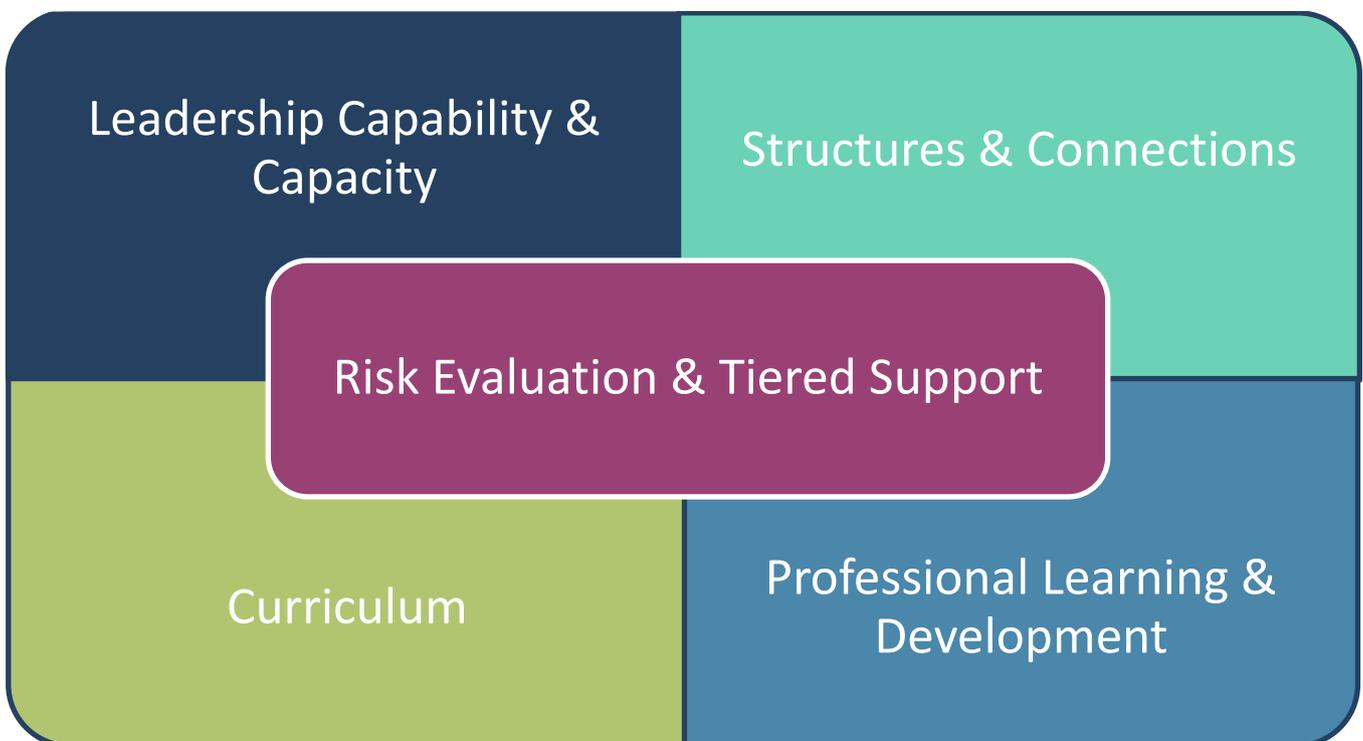 Leadership Capability &
Capacity
Structures & Connections
Risk Evaluation & Tiered Support
Curriculum
Professional Learning &
Development